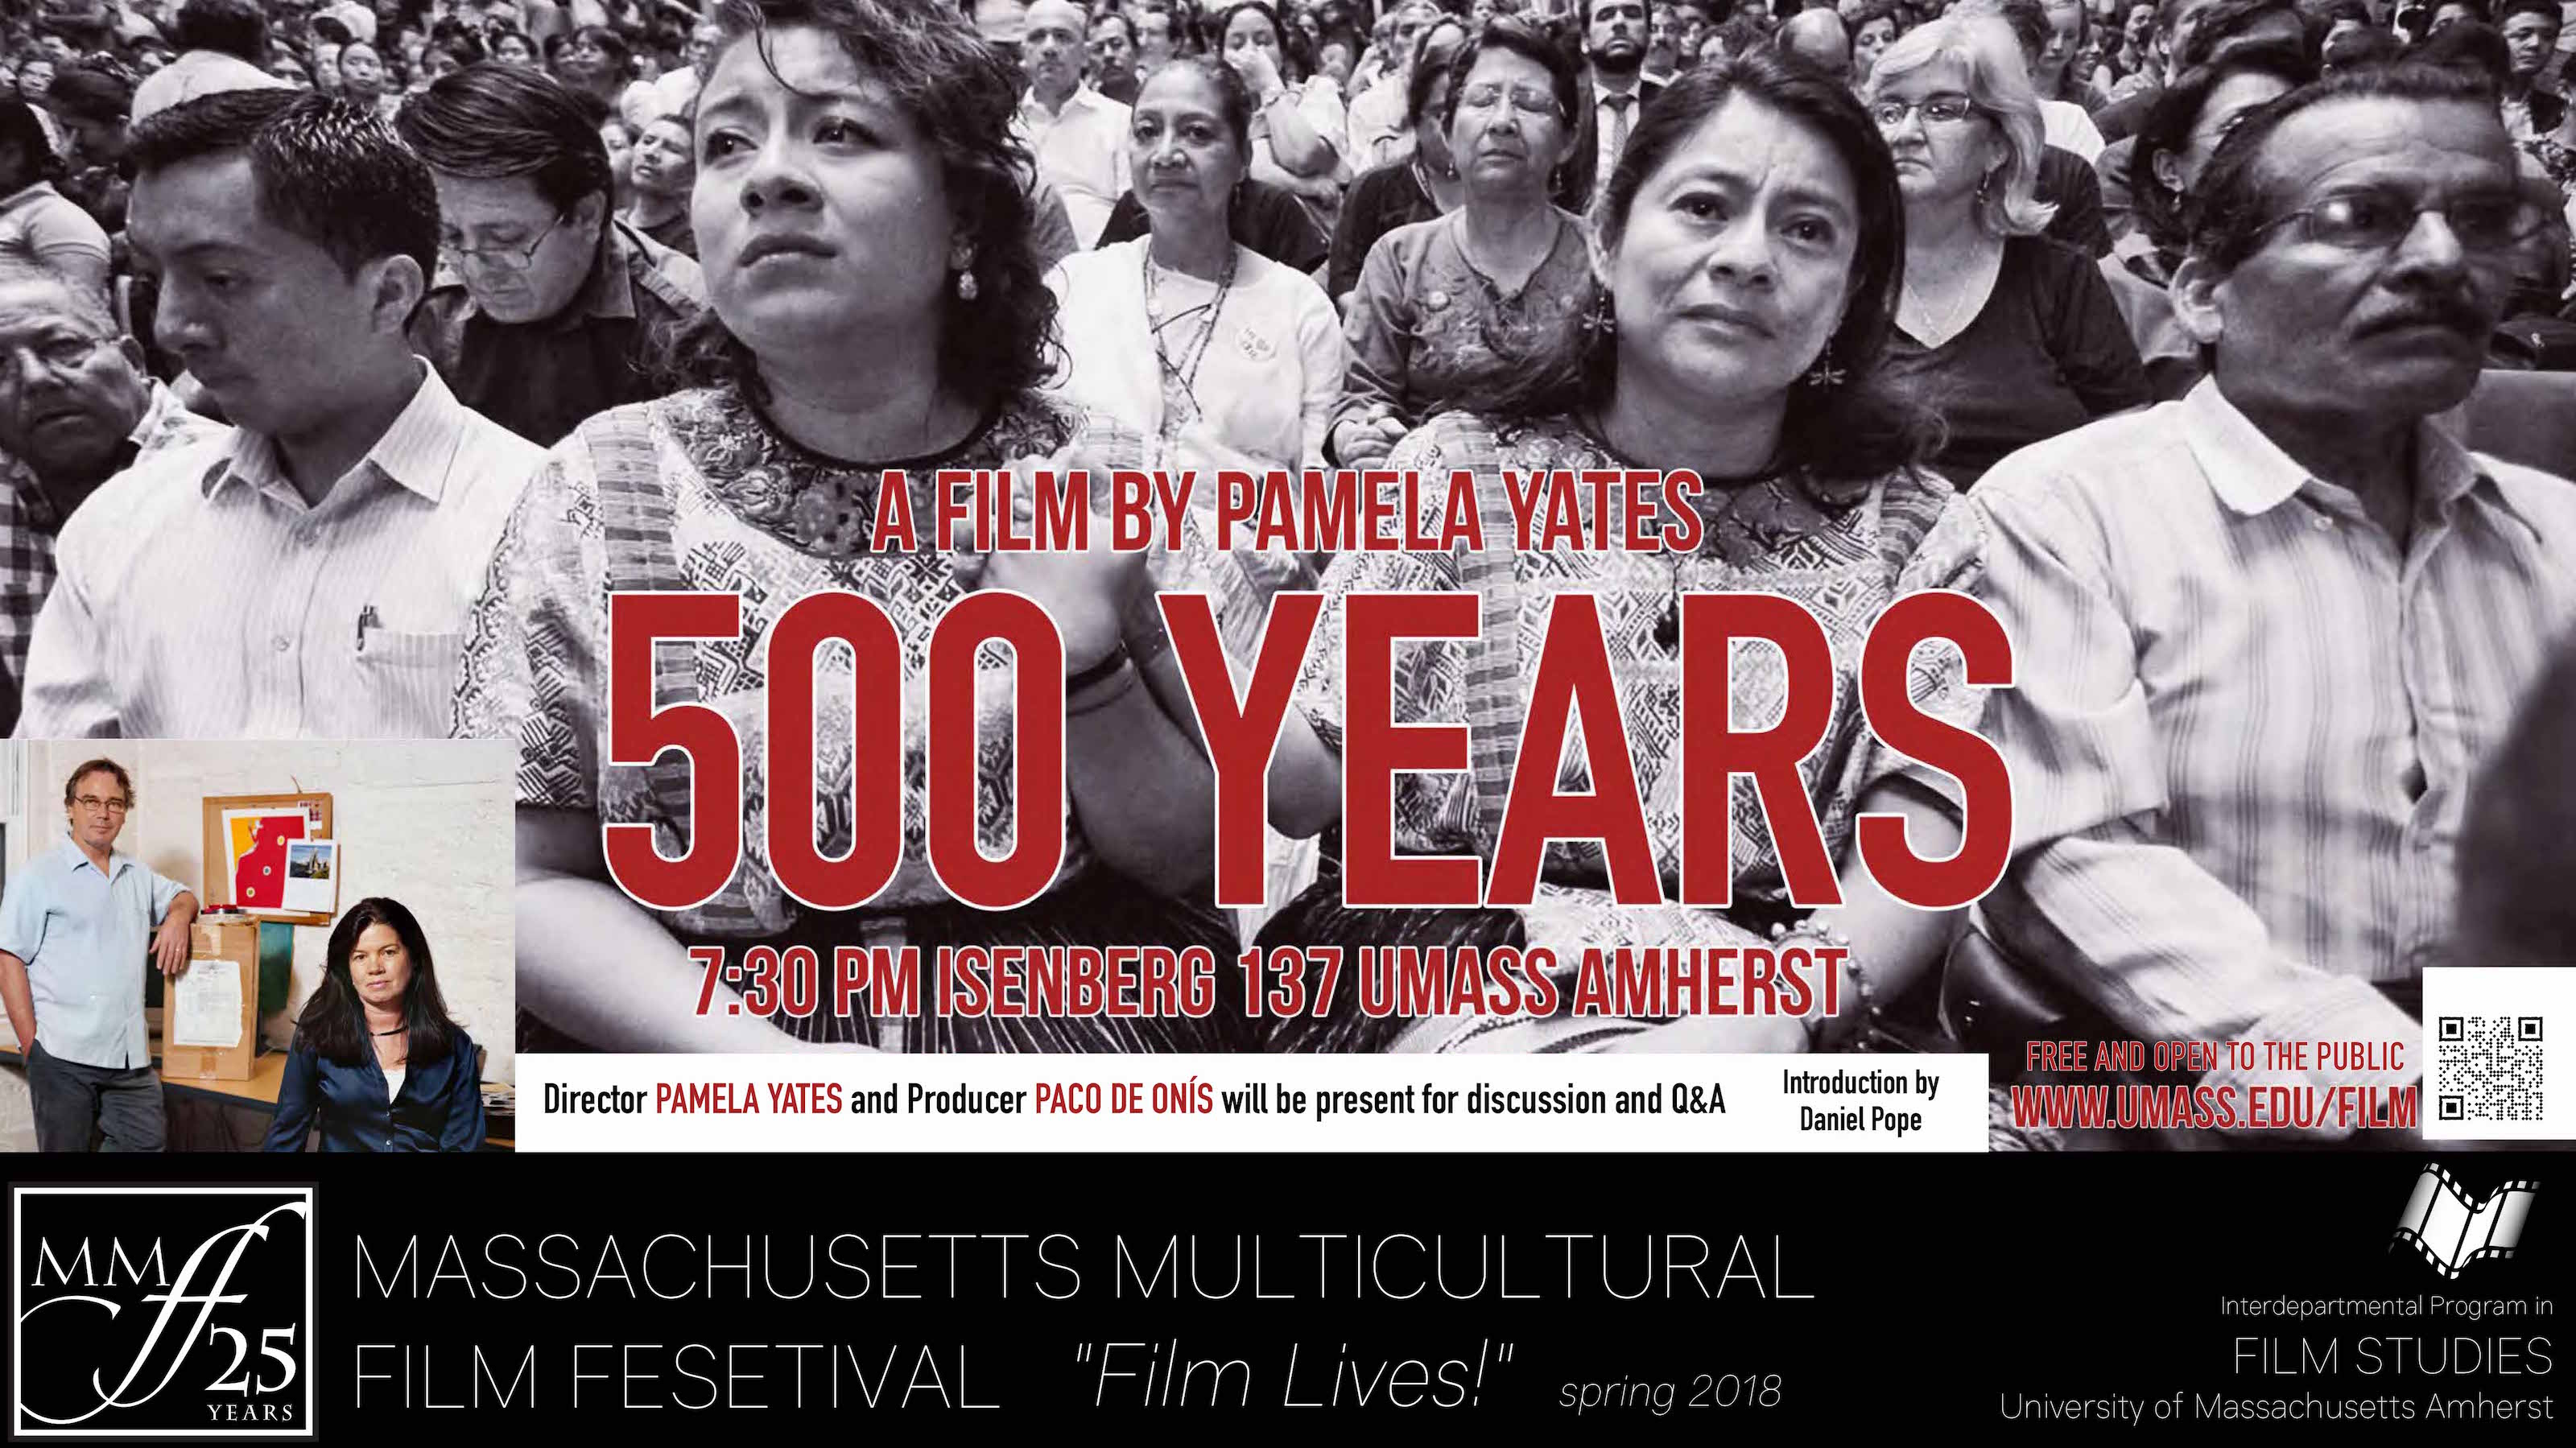 A FILM BY PAMELA YATES
500 YEARS
7:30 PM ISENBERG 137 UMASS AMHERST
Director PAMELA YATES and Producer PACO DE ONÍS will be present for discussion and Q&A
Introduction by
Daniel Pope
FREE AND OPEN TO THE PUBLIC
WWW.UMASS.EDU/FILM
MMff
25
YEARS
MASSACHUSETTS MULTICULTURAL
FILM FESETIVAL "Film Lives!" spring 2018
Interdepartmental Program in
FILM STUDIES
University of Massachusetts Amherst